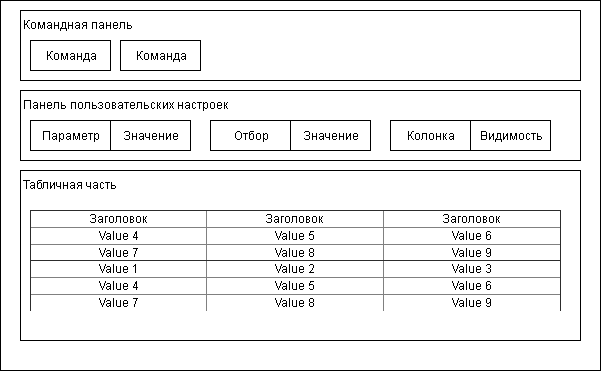 Командная панель
Команда Команда
Панель пользовательских настроек
Параметр Значение Отбор Значение Колонка Видимость
Табличная часть
Заголовок Заголовок Заголовок
Value 4 Value 5 Value 6
Value 7 Value 8 Value 9
Value 1 Value 2 Value 3
Value 4 Value 5 Value 6
Value 7 Value 8 Value 9